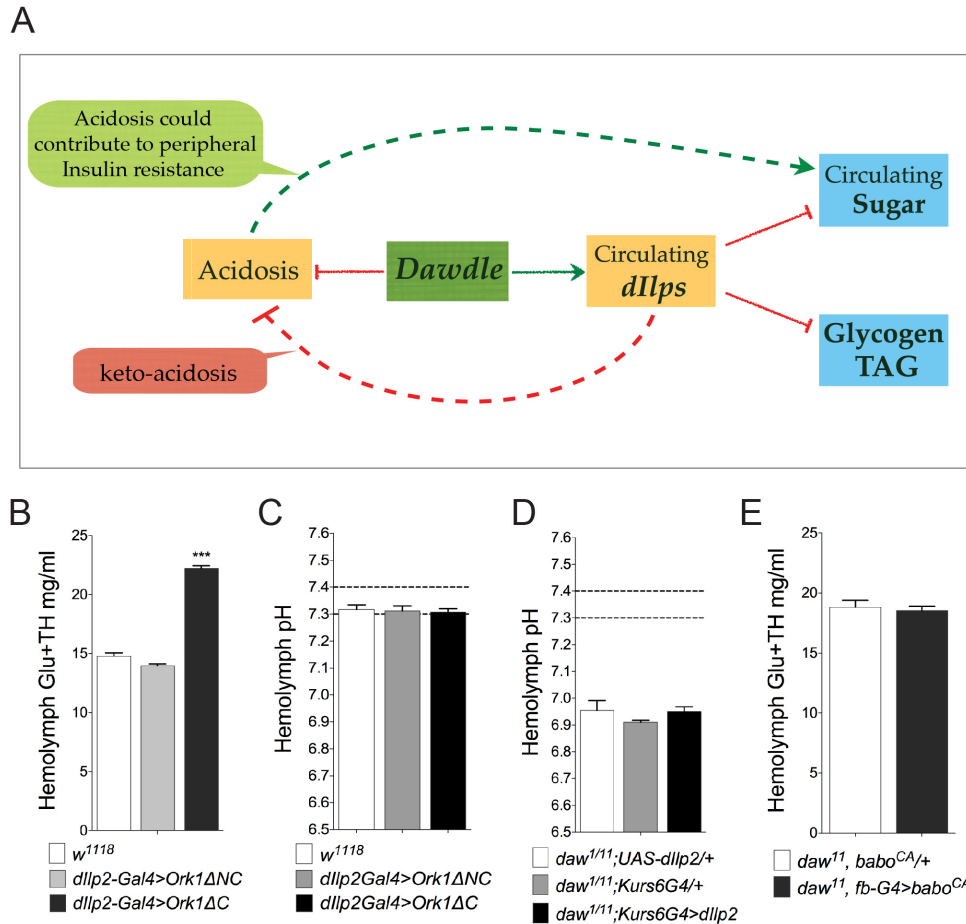 A
Acidosis could
contribute to peripheral
Insulin resistance
Circulating
Sugar
Acidosis
Dawdle
Circulating
dIlps
Glycogen
TAG
keto-acidosis
B
Hemolymph Glu+TH mg/ml
25
20
15
10
5
0
***
w1118
dIlp2-Gal4>Ork1ΔNC
dIlp2-Gal4>Ork1ΔC
C
Hemolymph pH
7.6
7.5
7.4
7.3
7.2
7.1
7.0
6.9
6.8
6.7
6.6
6.5
w1118
dIlp2Gal4>Ork1ΔNC
dIlp2Gal4>Ork1ΔC
D
Hemolymph pH
7.6
7.5
7.4
7.3
7.2
7.1
7.0
6.9
6.8
6.7
6.6
6.5
daw1/11;UAS-dIlp2/+
daw1/11;Kurs6G4/+
daw1/11;Kurs6G4>dIlp2
E
Hemolymph Glu+TH mg/ml
25
20
15
10
5
0
daw11, baboCA/+
daw11, fb-G4>baboCA